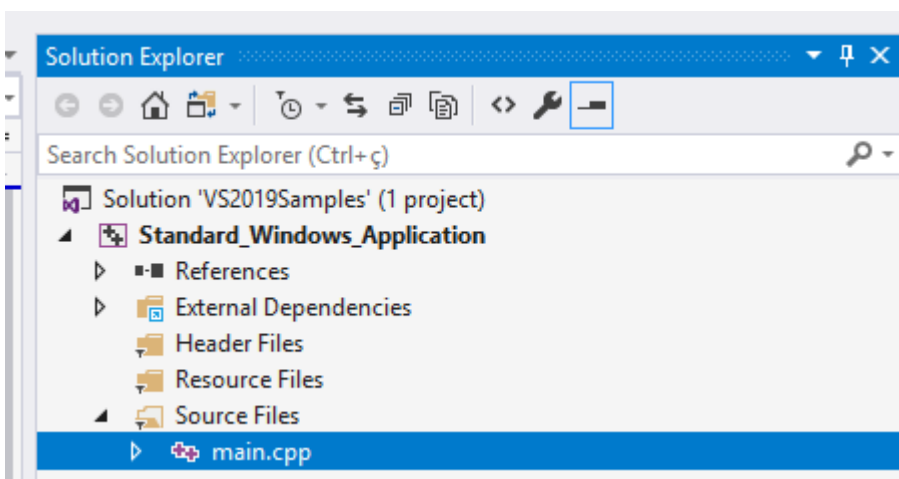 Solution Explorer
Search Solution Explorer (Ctrl+ç)
Solution 'VS2019Samples' (1 project)
Standard_Windows_Application
References
External Dependencies
Header Files
Resource Files
Source Files
main.cpp